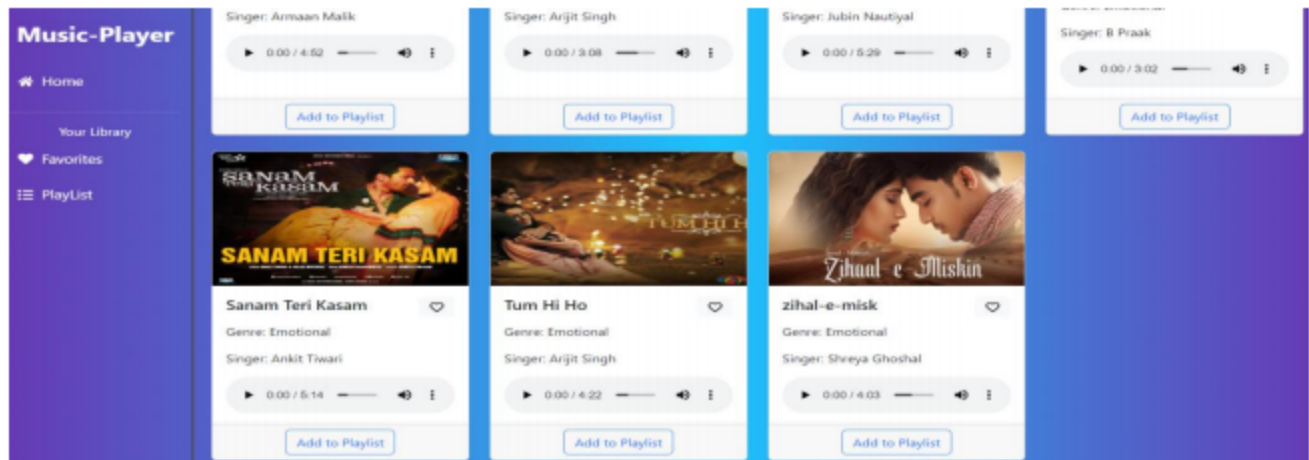 Music-Player
Home
Your Library
Favorites
PlayList
Singer: Armaan Malik
0:00 / 4:52
Add to Playlist
Singer: Arijit Singh
0:00 / 3:08
Add to Playlist
Singer: Jubin Nautiyal
0:00 / 5:29
Add to Playlist
Singer: B Praak
0:00 / 3:02
Add to Playlist
SANAM
TERI
KASAM
SANAM TERI KASAM
Sanam Teri Kasam
Genre: Emotional
Singer: Ankit Tiwari
0:00 / 5:14
Add to Playlist
TUM HI H
Tum Hi Ho
Genre: Emotional
Singer: Arijit Singh
0:00 / 4:22
Add to Playlist
Zihaal e Miskin
zihal-e-misk
Genre: Emotional
Singer: Shreya Ghoshal
0:00 / 4:03
Add to Playlist